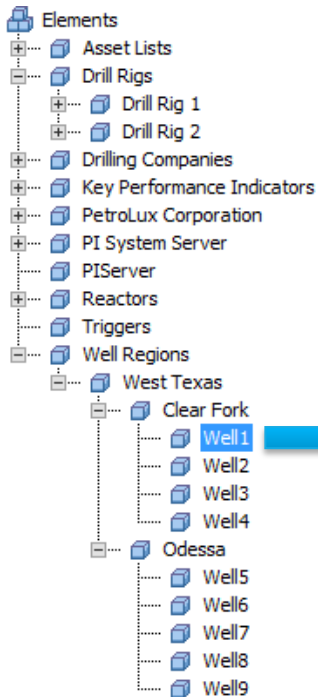 Elements
Asset Lists
Drill Rigs
Drill Rig 1
Drill Rig 2
Drilling Companies
Key Performance Indicators
PetroLux Corporation
PI System Server
PIServer
Reactors
Triggers
Well Regions
West Texas
Clear Fork
Well1
Well2
Well3
Well4
Odessa
Well5
Well6
Well7
Well8
Well9